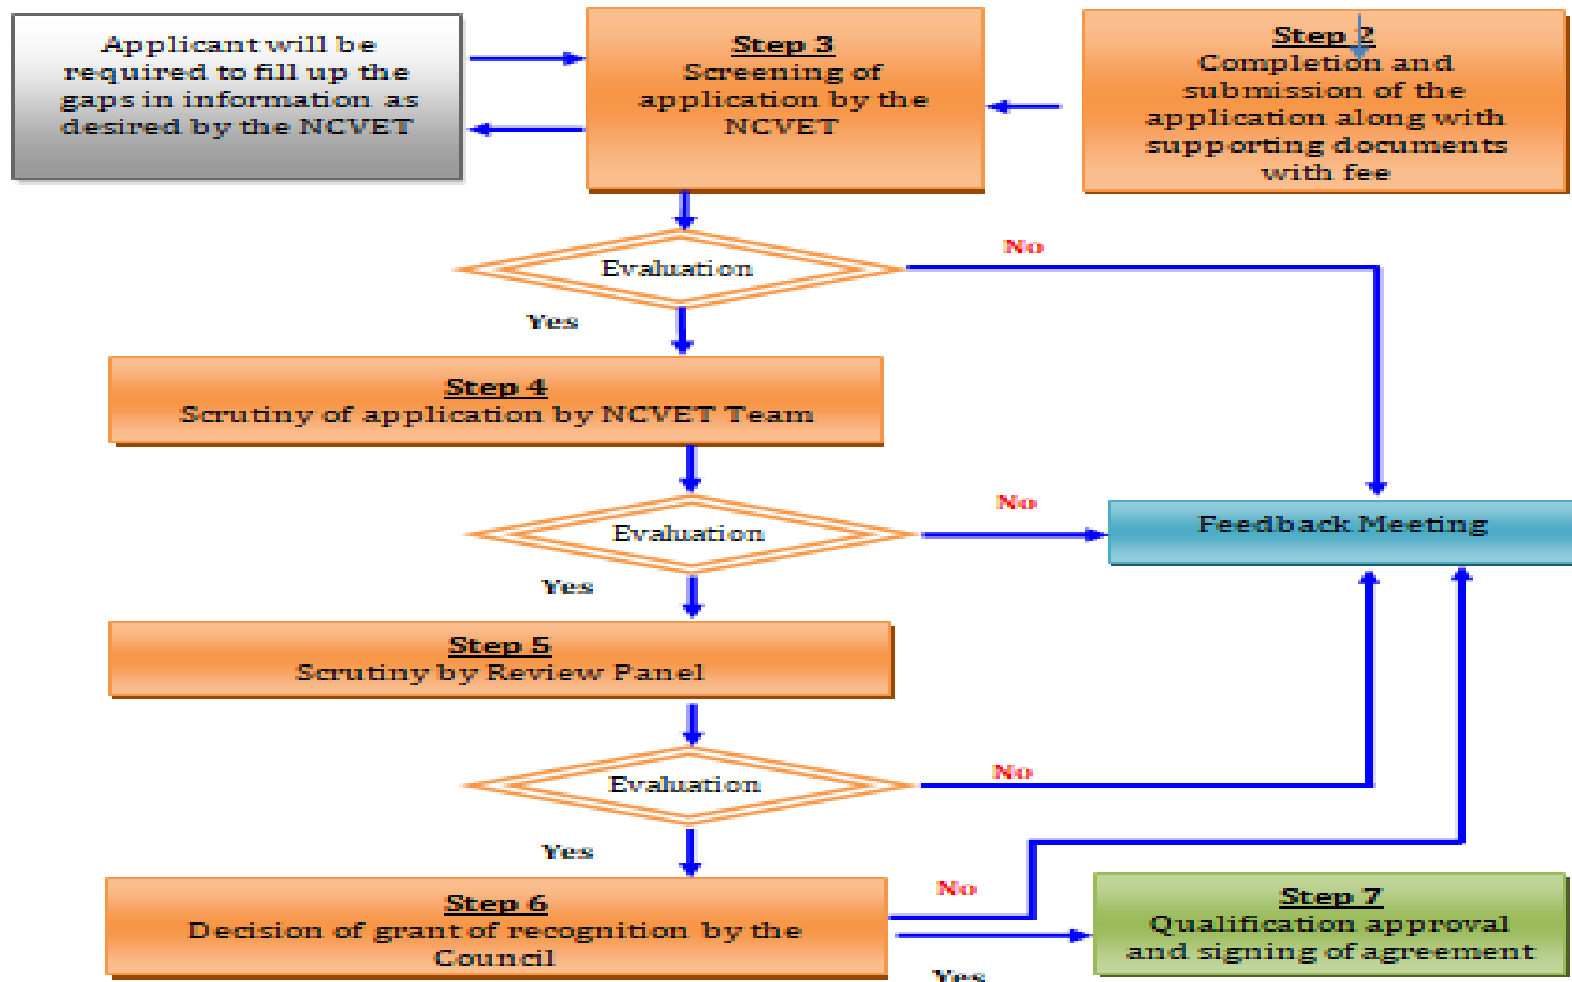 Applicant will be
required to fill up the
gaps in information as
desired by the NCVET
Step 3
Screening of
application by the
NCVET
Step 2
Completion and
submission of the
application along with
supporting documents
with fee
Evaluation
No
Yes
Step 4
Scrutiny of application by NCVET Team
Evaluation
No
Feedback Meeting
Yes
Step 5
Scrutiny by Review Panel
Evaluation
No
Yes
Step 6
Decision of grant of recognition by the
Council
No
Yes
Step 7
Qualification approval
and signing of agreement